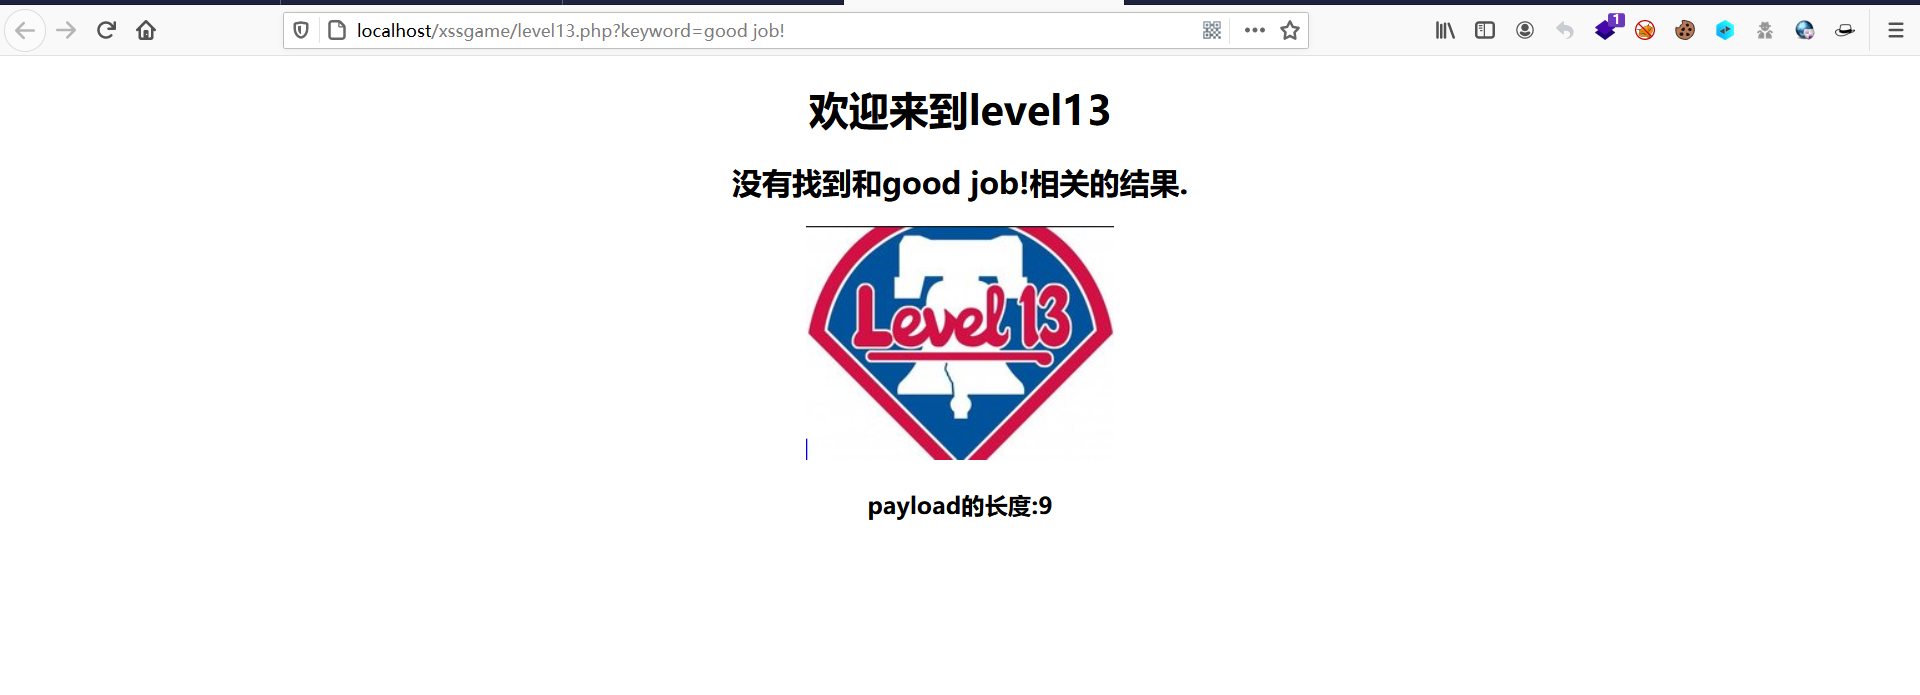 localhost/xssgame/level13.php?keyword=good job!
1
欢迎来到level13
没有找到和good job!相关的结果.
Level 13
payload的长度:9